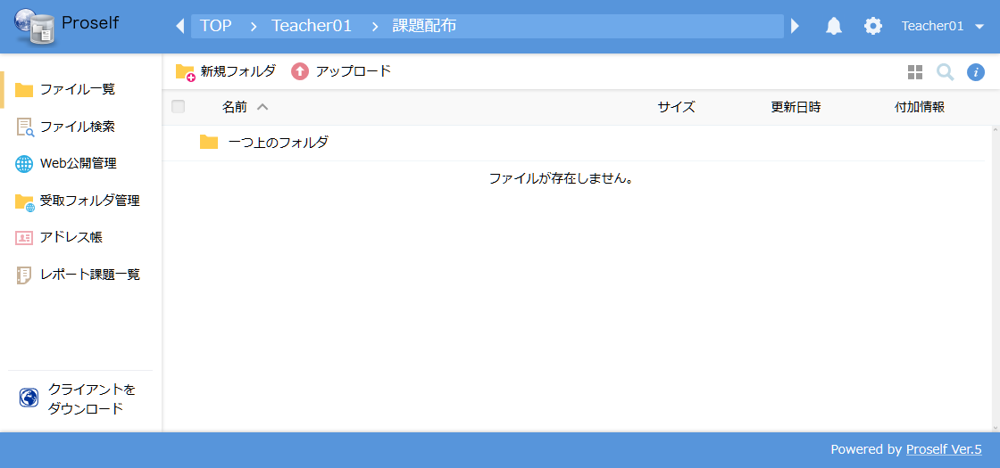 Proself
TOP Teacher01 課題配布
Teacher01
新規フォルダ アップロード
ファイル一覧
ファイル検索
Web公開管理
受取フォルダ管理
アドレス帳
レポート課題一覧
クライアントを
ダウンロード
名前 サイズ 更新日時 付加情報
一つ上のフォルダ
ファイルが存在しません。
Powered by Proself Ver.5